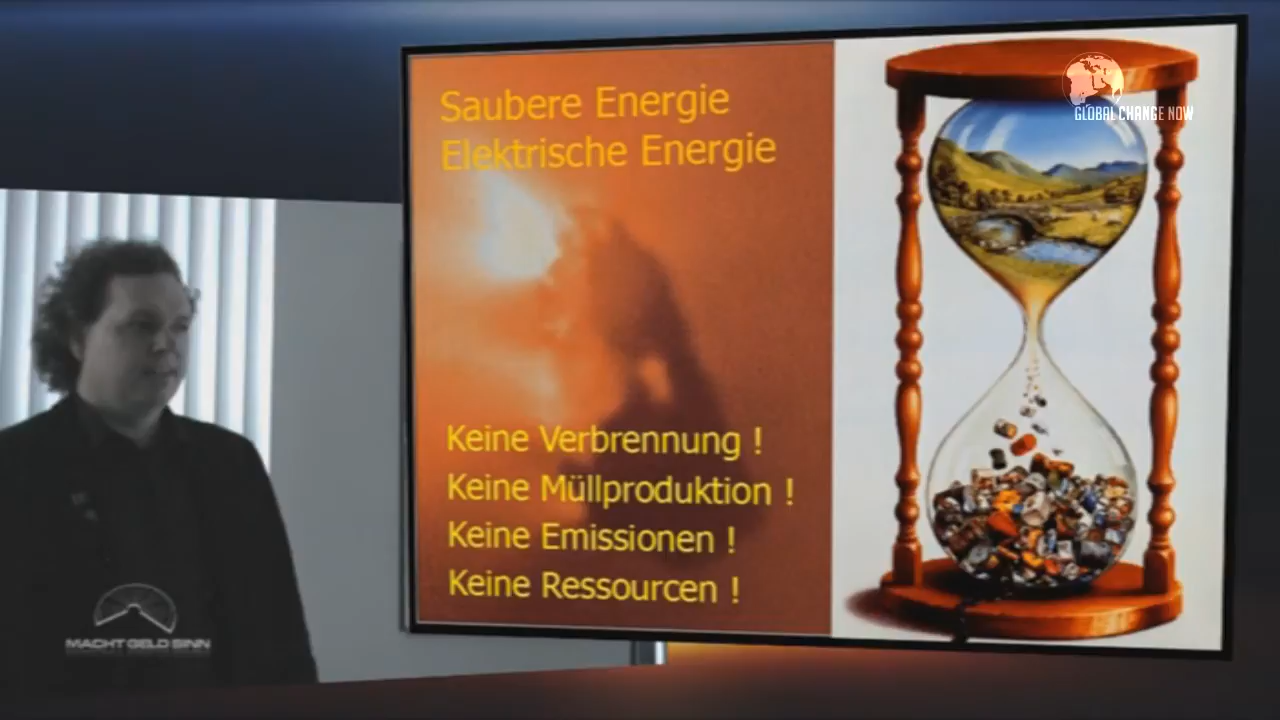 Saubere Energie
Elektrische Energie
Keine Verbrennung !
Keine Müllproduktion !
Keine Emissionen !
Keine Ressourcen !
GLOBAL CHANGE NOW
MACHT GELD SINN